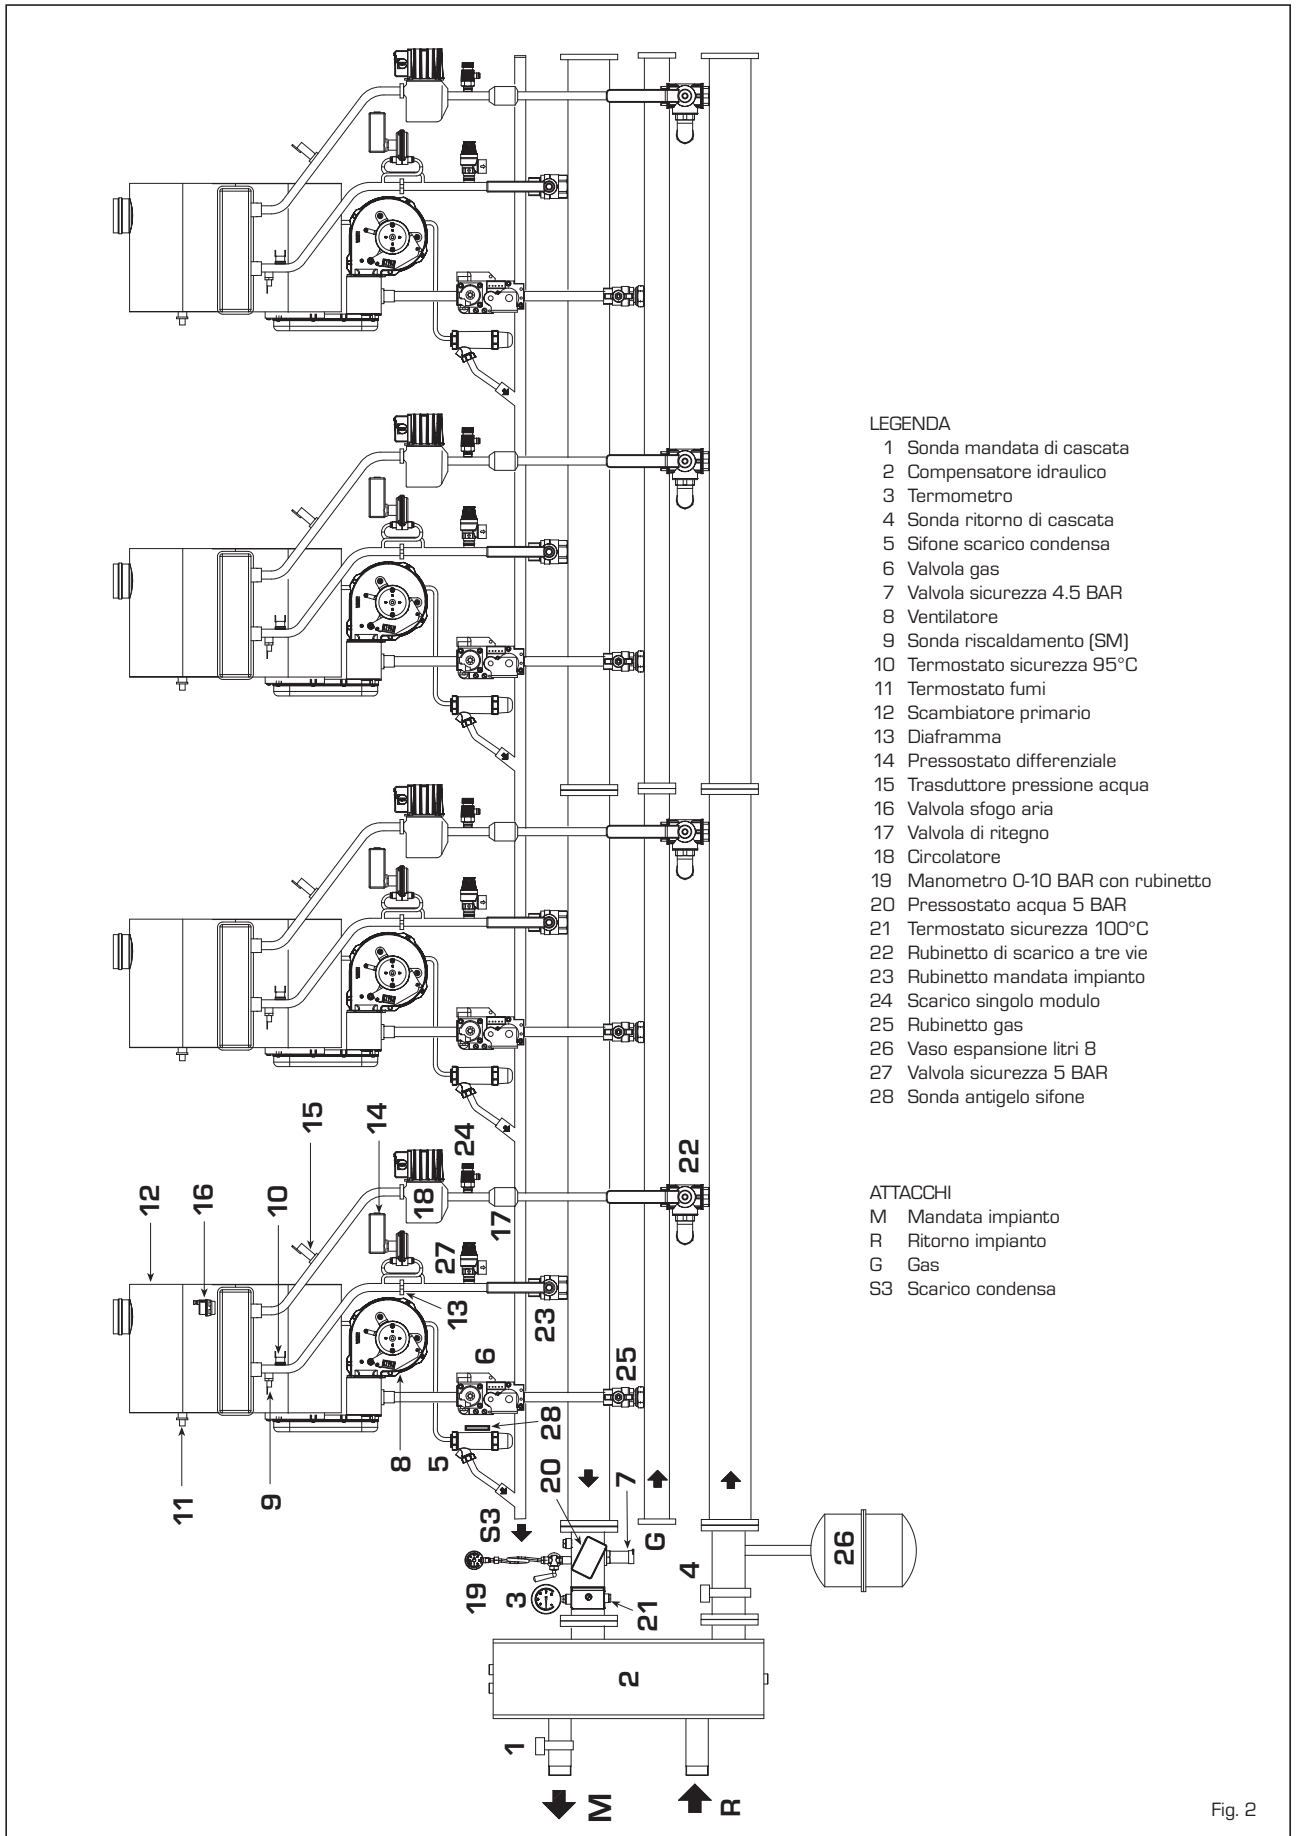 LEGENDA
1 Sonda mandata di cascata
2 Compensatore idraulico
3 Termometro
4 Sonda ritorno di cascata
5 Sifone scarico condensa
6 Valvola gas
7 Valvola sicurezza 4.5 BAR
8 Ventilatore
9 Sonda riscaldamento (SM)
10 Termostato sicurezza 95°C
11 Termostato fumi
12 Scambiatore primario
13 Diaframma
14 Pressostato differenziale
15 Trasduttore pressione acqua
16 Valvola sfogo aria
17 Valvola di ritegno
18 Circolatore
19 Manometro 0-10 BAR con rubinetto
20 Pressostato acqua 5 BAR
21 Termostato sicurezza 100°C
22 Rubinetto di scarico a tre vie
23 Rubinetto mandata impianto
24 Scarico singolo modulo
25 Rubinetto gas
26 Vaso espansione litri 8
27 Valvola sicurezza 5 BAR
28 Sonda antigelo sifone
ATTACCHI
M Mandata impianto
R Ritorno impianto
G Gas
S3 Scarico condensa
12
16
10
15
14
24
18
17
22
27
13
23
6
25
11
9
8
5
28
20
7
S3
G
19
3
21
4
26
2
1
M
R
Fig. 2